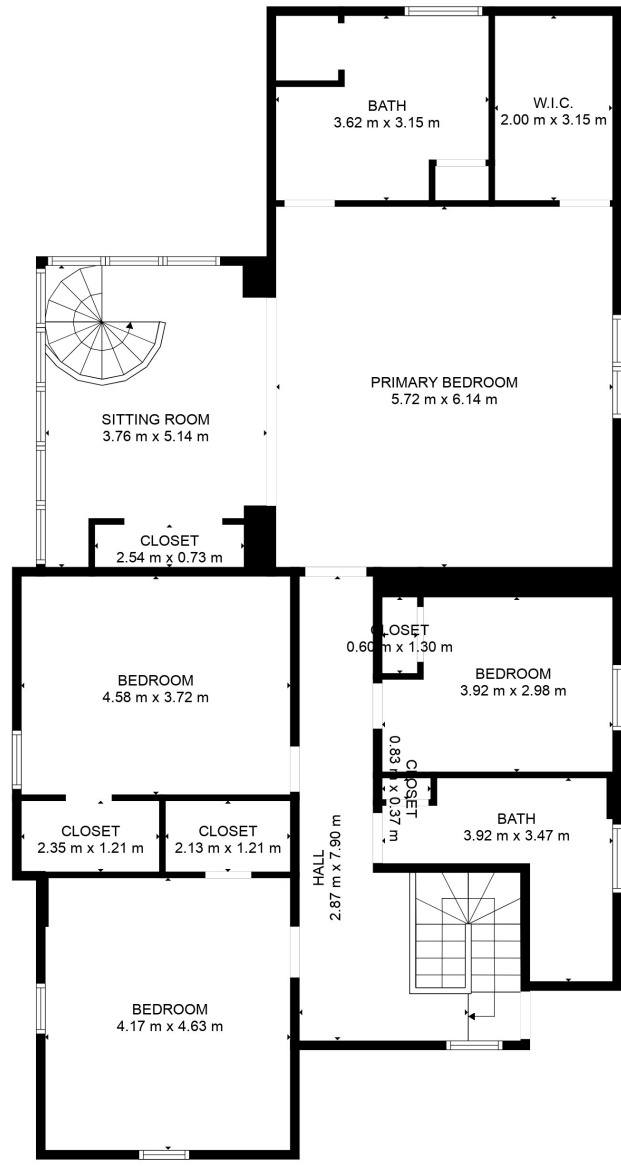 BATH
3.62 m x 3.15 m
W.I.C.
2.00 m x 3.15 m
PRIMARY BEDROOM
5.72 m x 6.14 m
SITTING ROOM
3.76 m x 5.14 m
CLOSET
2.54 m x 0.73 m
CLOSET
0.60 m x 1.30 m
BEDROOM
4.58 m x 3.72 m
BEDROOM
3.92 m x 2.98 m
CLOSET
0.83 m x 0.37 m
BATH
3.92 m x 3.47 m
CLOSET
2.35 m x 1.21 m
CLOSET
2.13 m x 1.21 m
HALL
2.87 m x 7.90 m
BEDROOM
4.17 m x 4.63 m